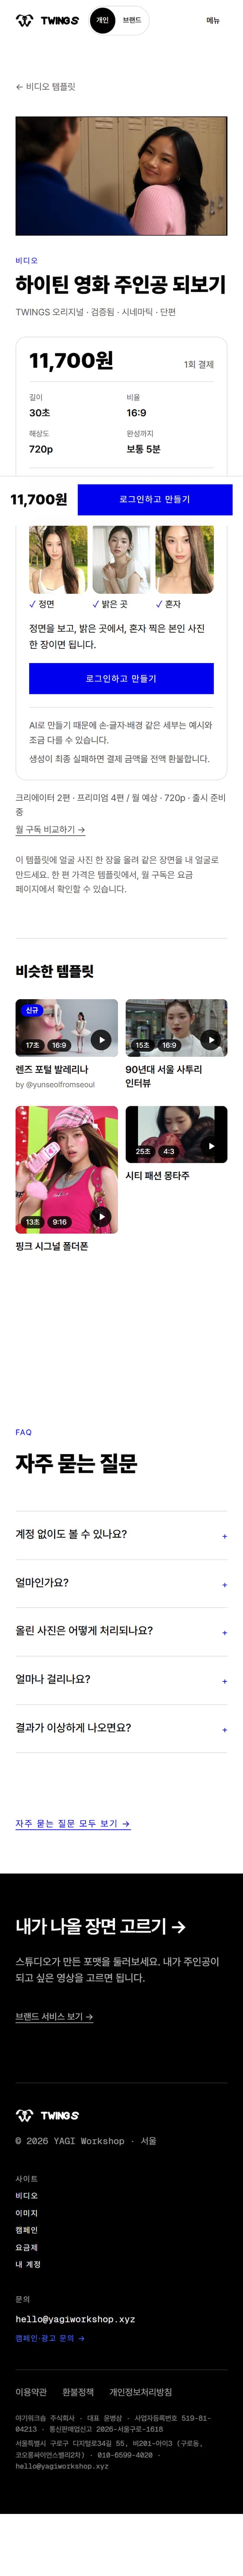 TWINGS 개인 브랜드 메뉴
← 비디오 템플릿
비디오
하이틴 영화 주인공 되보기
TWINGS 오리지널 · 검증됨 · 시네마틱 · 단편
11,700원 1회 결제
길이 비율
30초 16:9
해상도 완성까지
720p 보통 5분
11,700원 로그인하고 만들기
✓ 정면 ✓ 밝은 곳 ✓ 혼자
정면을 보고, 밝은 곳에서, 혼자 찍은 본인 사진
한 장이면 됩니다.
로그인하고 만들기
AI로 만들기 때문에 손·글자·배경 같은 세부는 예시와
조금 다를 수 있습니다.
생성이 최종 실패하면 결제 금액을 전액 환불합니다.
크리에이터 2편 · 프리미엄 4편 / 월 예상 · 720p · 출시 준비
중
월 구독 비교하기 →
이 템플릿에 얼굴 사진 한 장을 올려 같은 장면을 내 얼굴로
만드세요. 한 편 가격은 템플릿에서, 월 구독은 요금
페이지에서 확인할 수 있습니다.
비슷한 템플릿
신규
17초 16:9
15초 16:9
렌즈 포털 발레리나
by @yunseolfromseoul
90년대 서울 사투리
인터뷰
13초 9:16
25초 4:3
핑크 시그널 폴더폰
시티 패션 몽타주
FAQ
자주 묻는 질문
계정 없이도 볼 수 있나요? +
얼마인가요? +
올린 사진은 어떻게 처리되나요? +
얼마나 걸리나요? +
결과가 이상하게 나오면요? +
자주 묻는 질문 모두 보기 →
내가 나올 장면 고르기 →
스튜디오가 만든 포맷을 둘러보세요. 내가 주인공이
되고 싶은 영상을 고르면 됩니다.
브랜드 서비스 보기 →
TWINGS
© 2026 YAGI Workshop · 서울
사이트
비디오
이미지
캠페인
요금제
내 계정
문의
hello@yagiworkshop.xyz
캠페인·광고 문의 →
이용약관 환불정책 개인정보처리방침
야기워크숍 주식회사 · 대표 윤병삼 · 사업자등록번호 519-81-
04213 · 통신판매업신고 2026-서울구로-1618
서울특별시 구로구 디지털로34길 55, 비201-아이3 (구로동,
코오롱싸이언스밸리2차) · 010-6599-4020 ·
hello@yagiworkshop.xyz